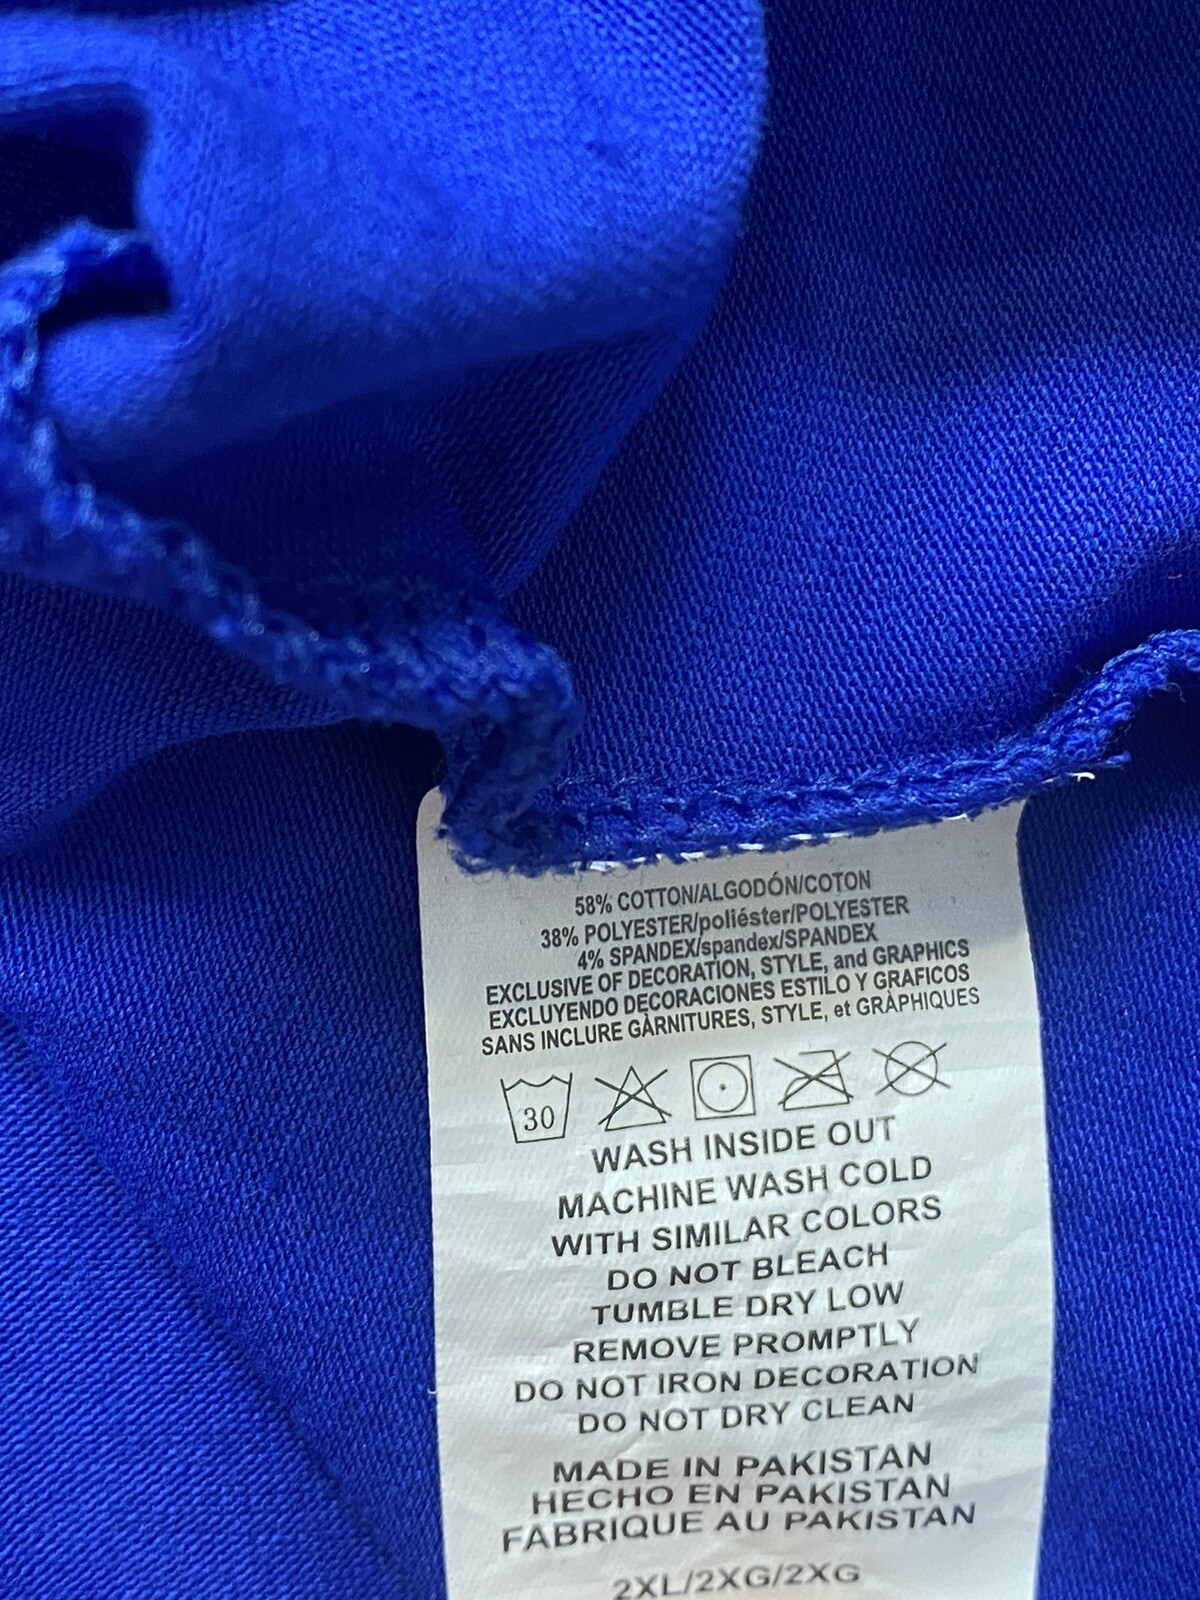 58% COTTON/ALGODÓN/COTON
38% POLYESTER/poliéster/POLYESTER
4% SPANDEX/spandex/SPANDEX
EXCLUSIVE OF DECORATION, STYLE, and GRAPHICS
EXCLUYENDO DECORACIONES ESTILO Y GRAFICOS
SANS INCLURE GÀRNITURES, STYLE, et GRÀPHIQUES
30
WASH INSIDE OUT
MACHINE WASH COLD
WITH SIMILAR COLORS
DO NOT BLEACH
TUMBLE DRY LOW
REMOVE PROMPTLY
DO NOT IRON DECORATION
DO NOT DRY CLEAN
MADE IN PAKISTAN
HECHO EN PAKISTAN
FABRIQUE AU PAKISTAN
2XL/2XG/2XG